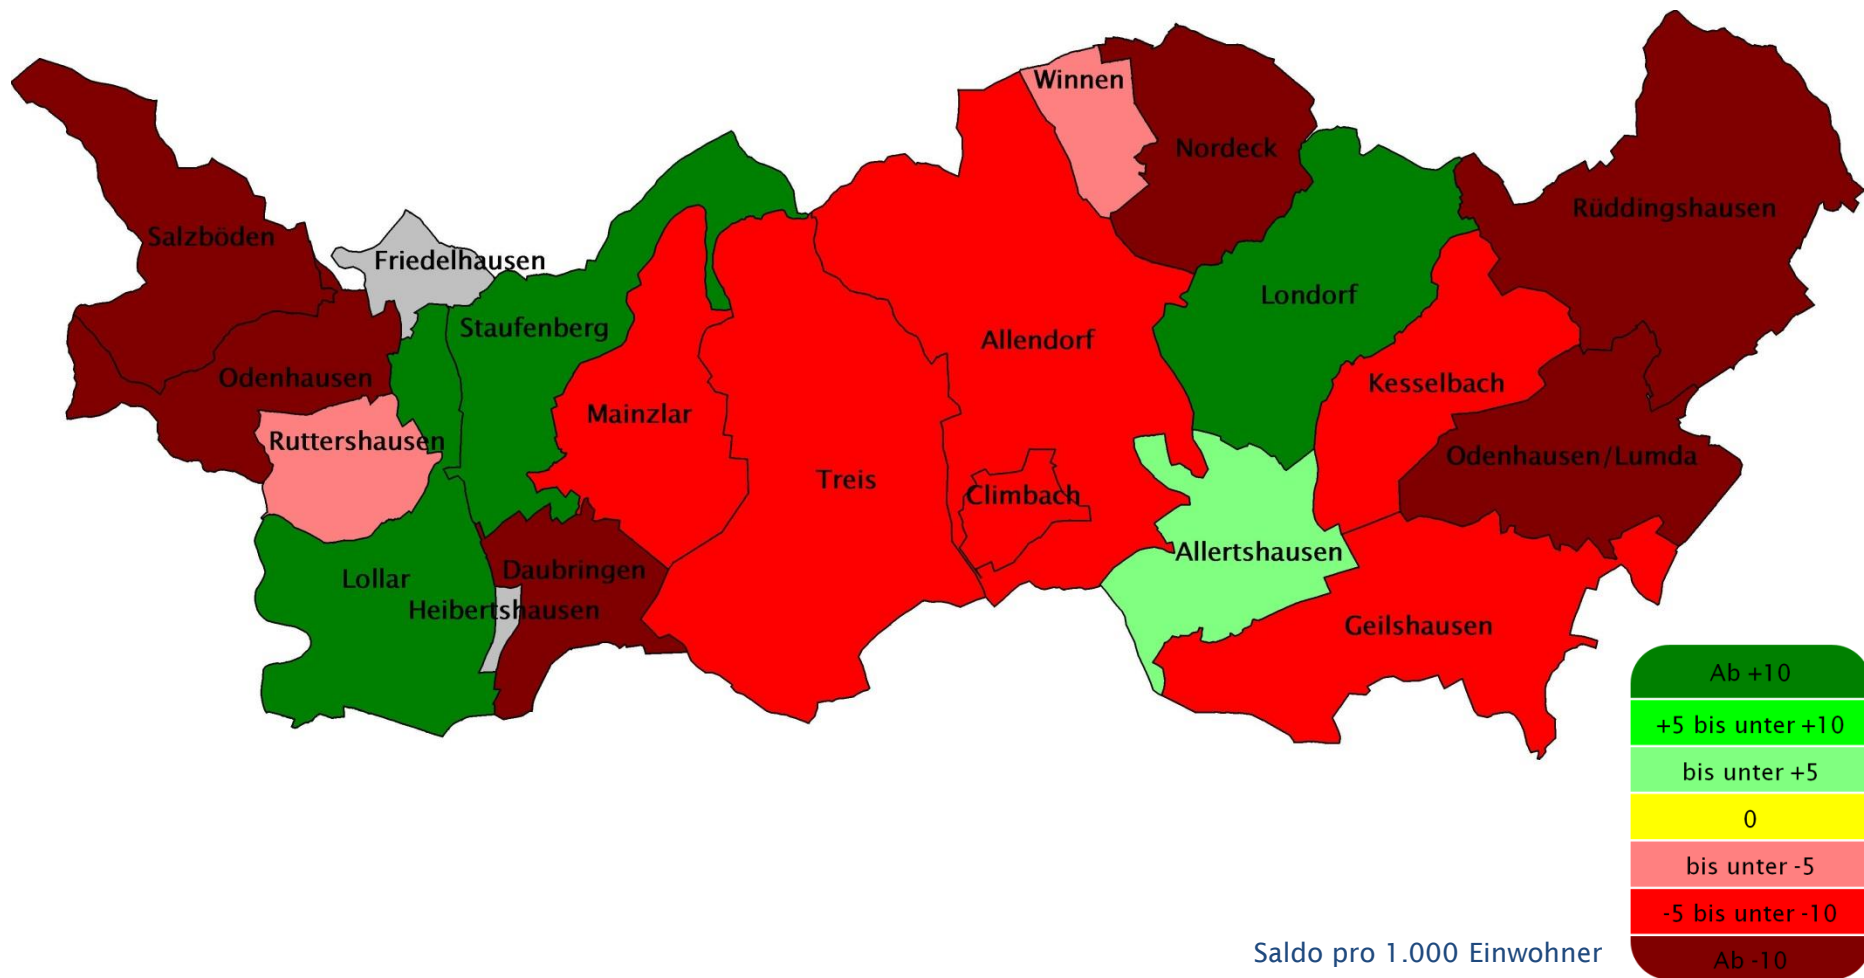 Winnen
Nordeck
Rüddingshausen
Salzböden
Friedelhausen
Londorf
Staufenberg
Allendorf
Odenhausen
Kesselbach
Mainzlar
Ruttershausen
Odenhausen/Lumda
Treis
Climbach
Allertshausen
Daubringen
Lollar
Heibertshausen
Geilshausen
Ab +10
+5 bis unter +10
bis unter +5
0
bis unter -5
-5 bis unter -10
Saldo pro 1.000 Einwohner
Ab -10